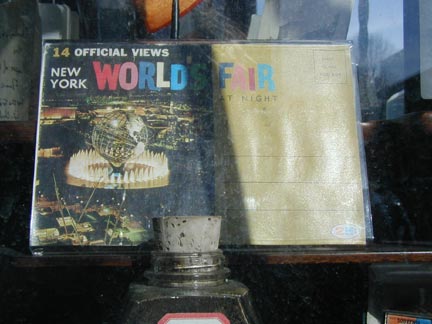 14 OFFICIAL VIEWS
NEW YORK WORLD'S FAIR
AT NIGHT